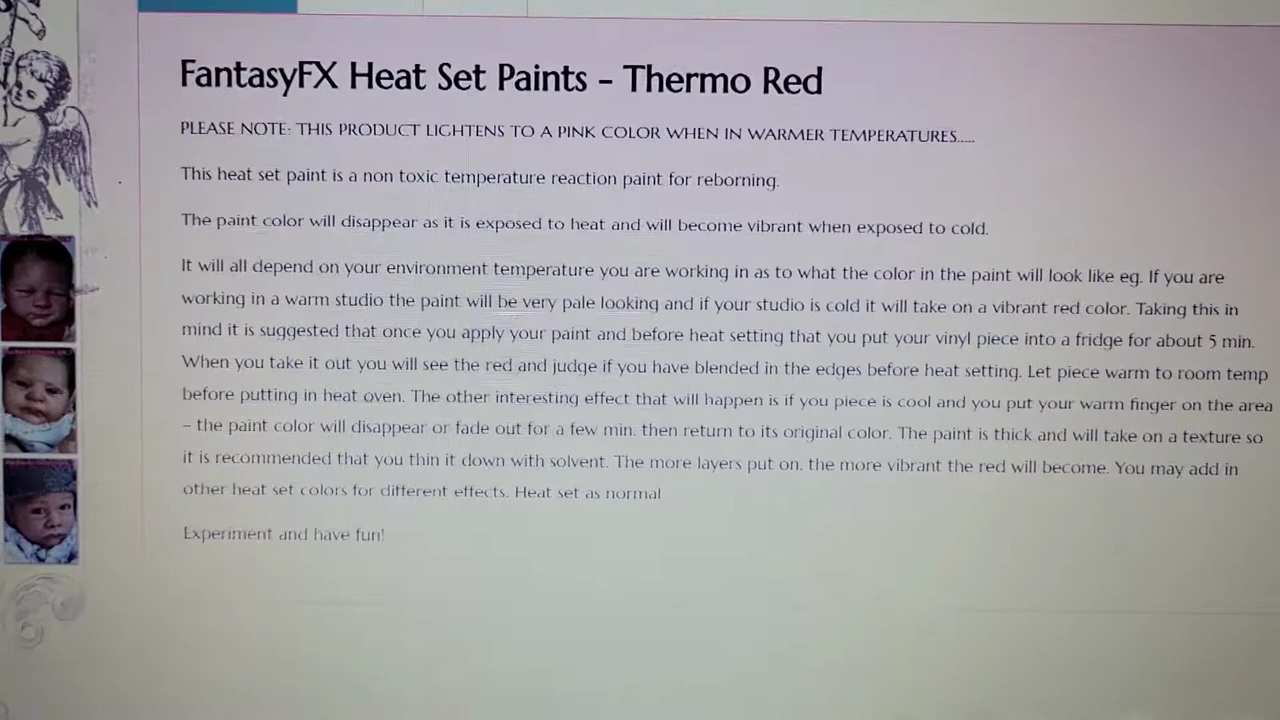 FantasyFX Heat Set Paints – Thermo Red
PLEASE NOTE: THIS PRODUCT LIGHTENS TO A PINK COLOR WHEN IN WARMER TEMPERATURES.....
This heat set paint is a non toxic temperature reaction paint for reborning.
The paint color will disappear as it is exposed to heat and will become vibrant when exposed to cold.
It will all depend on your environment temperature you are working in as to what the color in the paint will look like eg. If you are
working in a warm studio the paint will be very pale looking and if your studio is cold it will take on a vibrant red color. Taking this in
mind it is suggested that once you apply your paint and before heat setting that you put your vinyl piece into a fridge for about 5 min.
When you take it out you will see the red and judge if you have blended in the edges before heat setting. Let piece warm to room temp
before putting in heat oven. The other interesting effect that will happen is if you piece is cool and you put your warm finger on the area
– the paint color will disappear or fade out for a few min. then return to its original color. The paint is thick and will take on a texture so
it is recommended that you thin it down with solvent. The more layers put on, the more vibrant the red will become. You may add in
other heat set colors for different effects. Heat set as normal
Experiment and have fun!